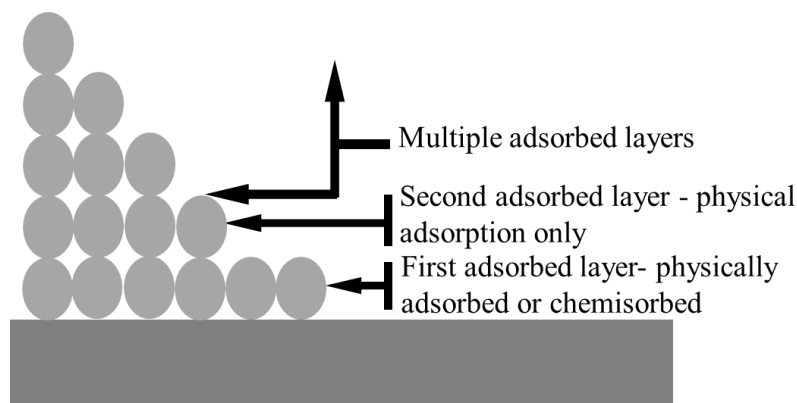 Multiple adsorbed layers
Second adsorbed layer - physical
adsorption only
First adsorbed layer- physically
adsorbed or chemisorbed